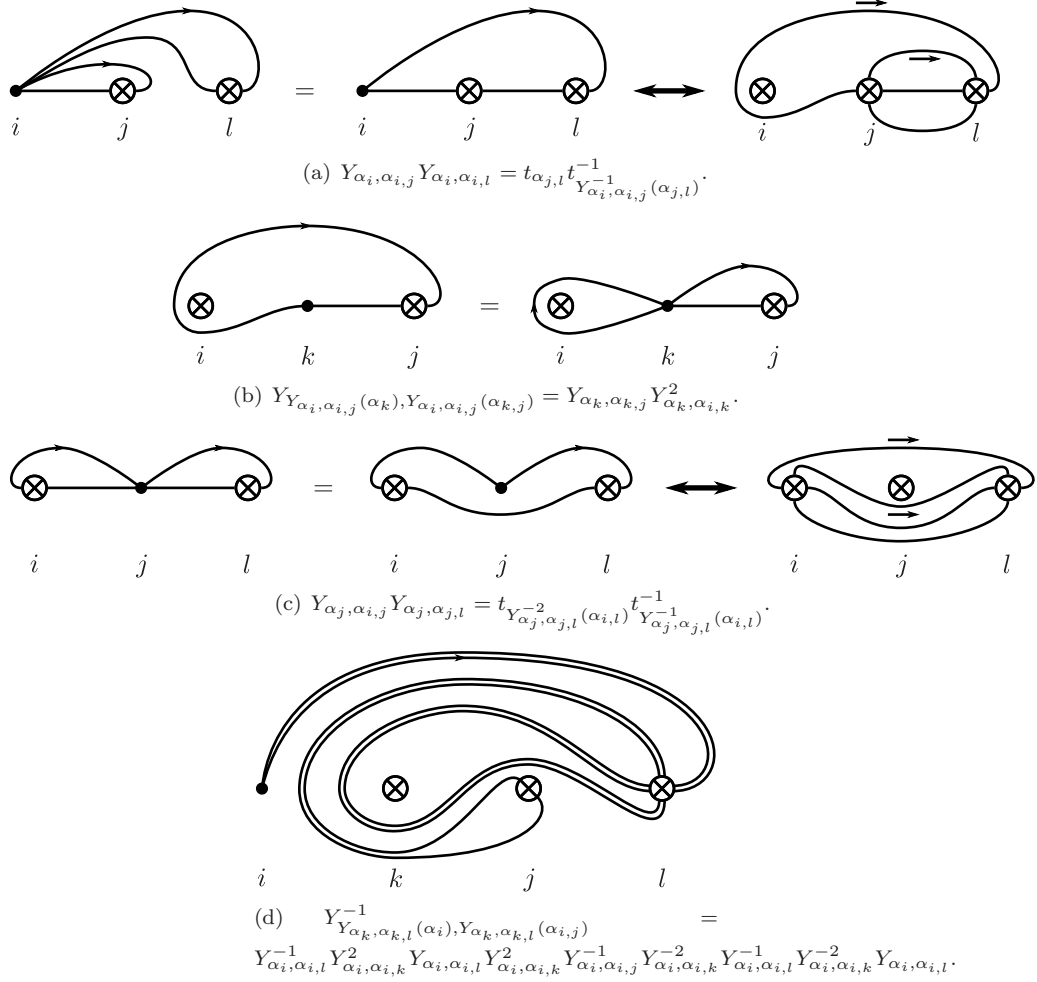 i j l = i j l i j l
(a) $Y_{\alpha_i,\alpha_{i,j}} Y_{\alpha_i,\alpha_{i,l}} = t_{\alpha_{j,l}} t^{-1}_{Y^{-1}_{\alpha_i,\alpha_{i,j}}(\alpha_{j,l})}$.
i k j = i k j
(b) $Y_{Y_{\alpha_i,\alpha_{i,j}}(\alpha_k),Y_{\alpha_i,\alpha_{i,j}}(\alpha_{k,j})} = Y_{\alpha_k,\alpha_{k,j}} Y^2_{\alpha_k,\alpha_{i,k}}$.
i j l = i j l i j l
(c) $Y_{\alpha_j,\alpha_{i,j}} Y_{\alpha_j,\alpha_{j,l}} = t_{Y^{-2}_{\alpha_j,\alpha_{j,l}}(\alpha_{i,l})} t^{-1}_{Y^{-1}_{\alpha_j,\alpha_{j,l}}(\alpha_{i,l})}$.
i k j l
(d) $Y^{-1}_{Y_{\alpha_k,\alpha_{k,l}}(\alpha_i),Y_{\alpha_k,\alpha_{k,l}}(\alpha_{i,j})}$ =
$Y^{-1}_{\alpha_i,\alpha_{i,l}} Y^2_{\alpha_i,\alpha_{i,k}} Y_{\alpha_i,\alpha_{i,l}} Y^2_{\alpha_i,\alpha_{i,k}} Y^{-1}_{\alpha_i,\alpha_{i,j}} Y^{-2}_{\alpha_i,\alpha_{i,k}} Y^{-1}_{\alpha_i,\alpha_{i,l}} Y^{-2}_{\alpha_i,\alpha_{i,k}} Y_{\alpha_i,\alpha_{i,l}}$.